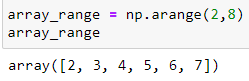 array_range = np.arange(2,8)
array_range
array([2, 3, 4, 5, 6, 7])